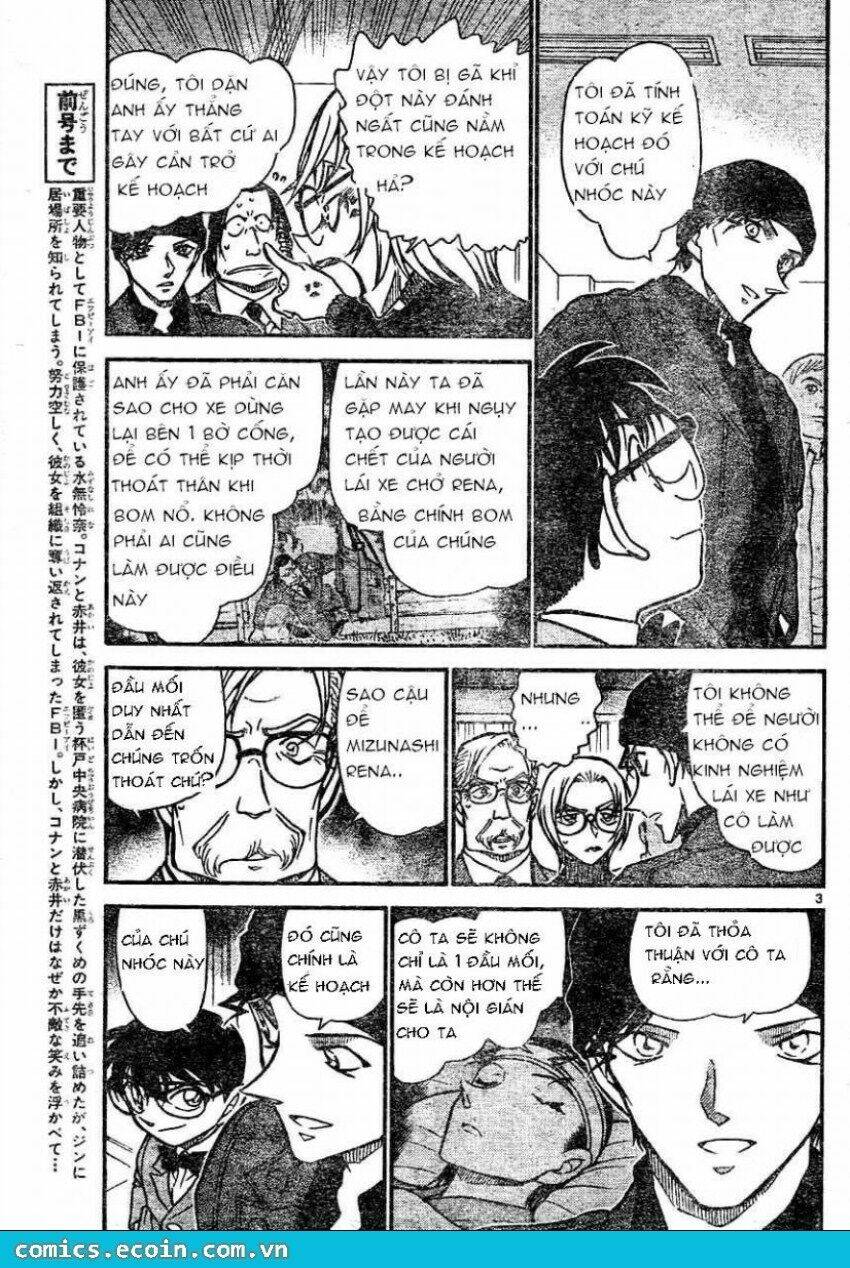 前号まで
重要人物としてFBIに保護されている水無怜奈。コナンと赤井は、彼女を匿う杯戸中央病院に潜伏した黒ずくめの手先を追い詰めたが、ジンに
居場所を知られてしまう。努力空しく、彼女を組織に奪い返されてしまったFBI。しかし、コナンと赤井だけはなぜか不敵な笑みを浮かべて…
TÔI ĐÃ TÍNH
TOÁN KỸ KẾ
HOẠCH ĐÓ
VỚI CHÚ
NHÓC NÀY
VẬY TÔI BỊ GÃ KHỈ
ĐỘT NÀY ĐÁNH
NGẤT CŨNG NẰM
TRONG KẾ HOẠCH
HẢ?
ĐÚNG, TÔI DẶN
ANH ẤY THẲNG
TAY VỚI BẤT CỨ AI
GÂY CẢN TRỞ
KẾ HOẠCH
LẦN NÀY TA ĐÃ
GẶP MAY KHI NGỤY
TẠO ĐƯỢC CÁI
CHẾT CỦA NGƯỜI
LÁI XE CHỞ RENA,
BẰNG CHÍNH BOM
CỦA CHÚNG
ANH ẤY ĐÃ PHẢI CĂN
SAO CHO XE DỪNG
LẠI BÊN 1 BỜ CỐNG,
ĐỂ CÓ THỂ KỊP THỜI
THOÁT THÂN KHI
BOM NỔ. KHÔNG
PHẢI AI CŨNG
LÀM ĐƯỢC ĐIỀU
NÀY
TÔI KHÔNG
THỂ ĐỂ NGƯỜI
KHÔNG CÓ
KINH NGHIỆM
LÁI XE NHƯ
CÔ LÀM
ĐƯỢC
NHƯNG
...
SAO CẬU
ĐỂ
MIZUNASHI
RENA..
ĐẦU MỐI
DUY NHẤT
DẪN ĐẾN
CHÚNG TRỐN
THOÁT CHỨ?
3
TÔI ĐÃ THỎA
THUẬN VỚI CÔ TA
RẰNG...
CÔ TA SẼ KHÔNG
CHỈ LÀ 1 ĐẦU MỐI,
MÀ CÒN HƠN THẾ
SẼ LÀ NỘI GIÁN
CHO TA
ĐÓ CŨNG
CHÍNH LÀ
KẾ HOẠCH
CỦA CHÚ
NHÓC NÀY
comics.ecoin.com.vn